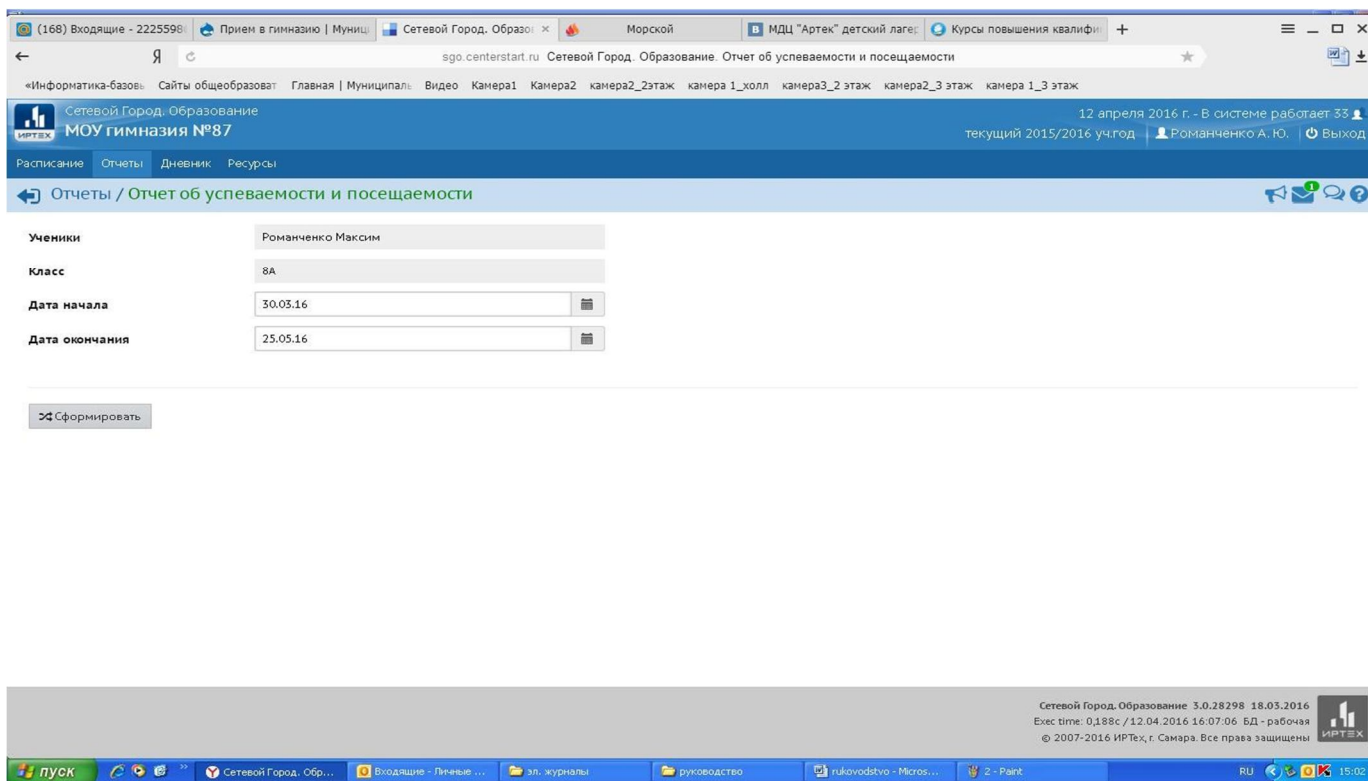 (168) Входящие - 2225598
Прием в гимназию | Муниц
Сетевой Город. Образо
Морской
МДЦ "Артек" детский лагер
Курсы повышения квалифи
Я
sgo.centerstart.ru Сетевой Город. Образование. Отчет об успеваемости и посещаемости
«Информатика-базовь Сайты общеобразоват Главная | Муниципаль Видео Камера1 Камера2 камера2_2этаж камера 1_холл камера3_2 этаж камера2_3 этаж камера 1_3 этаж
ИРТЕХ
Сетевой Город. Образование
МОУ гимназия №87
12 апреля 2016 г. - В системе работает 33
текущий 2015/2016 уч.год Романченко А. Ю. Выход
Расписание Отчеты Дневник Ресурсы
Отчеты / Отчет об успеваемости и посещаемости
1
Ученики Романченко Максим
Класс 8А
Дата начала 30.03.16
Дата окончания 25.05.16
Сформировать
Сетевой Город. Образование 3.0.28298 18.03.2016
Exec time: 0,188с / 12.04.2016 16:07:06 БД - рабочая
© 2007-2016 ИРТех, г. Самара. Все права защищены
ИРТЕХ
пуск Сетевой Город. Обр... Входящие - Личные ... эл. журналы руководство rukovodstvo - Micros... 2 - Paint RU 15:02